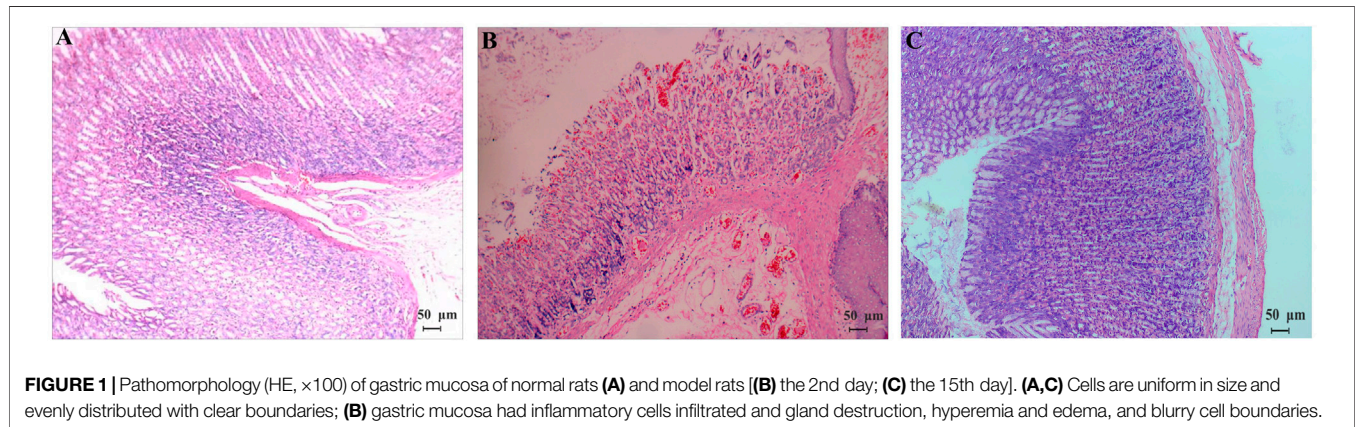 A
B
C
50 µm
50 µm
50 µm
FIGURE 1 | Pathomorphology (HE, ×100) of gastric mucosa of normal rats (A) and model rats [(B) the 2nd day; (C) the 15th day]. (A,C) Cells are uniform in size and
evenly distributed with clear boundaries; (B) gastric mucosa had inflammatory cells infiltrated and gland destruction, hyperemia and edema, and blurry cell boundaries.